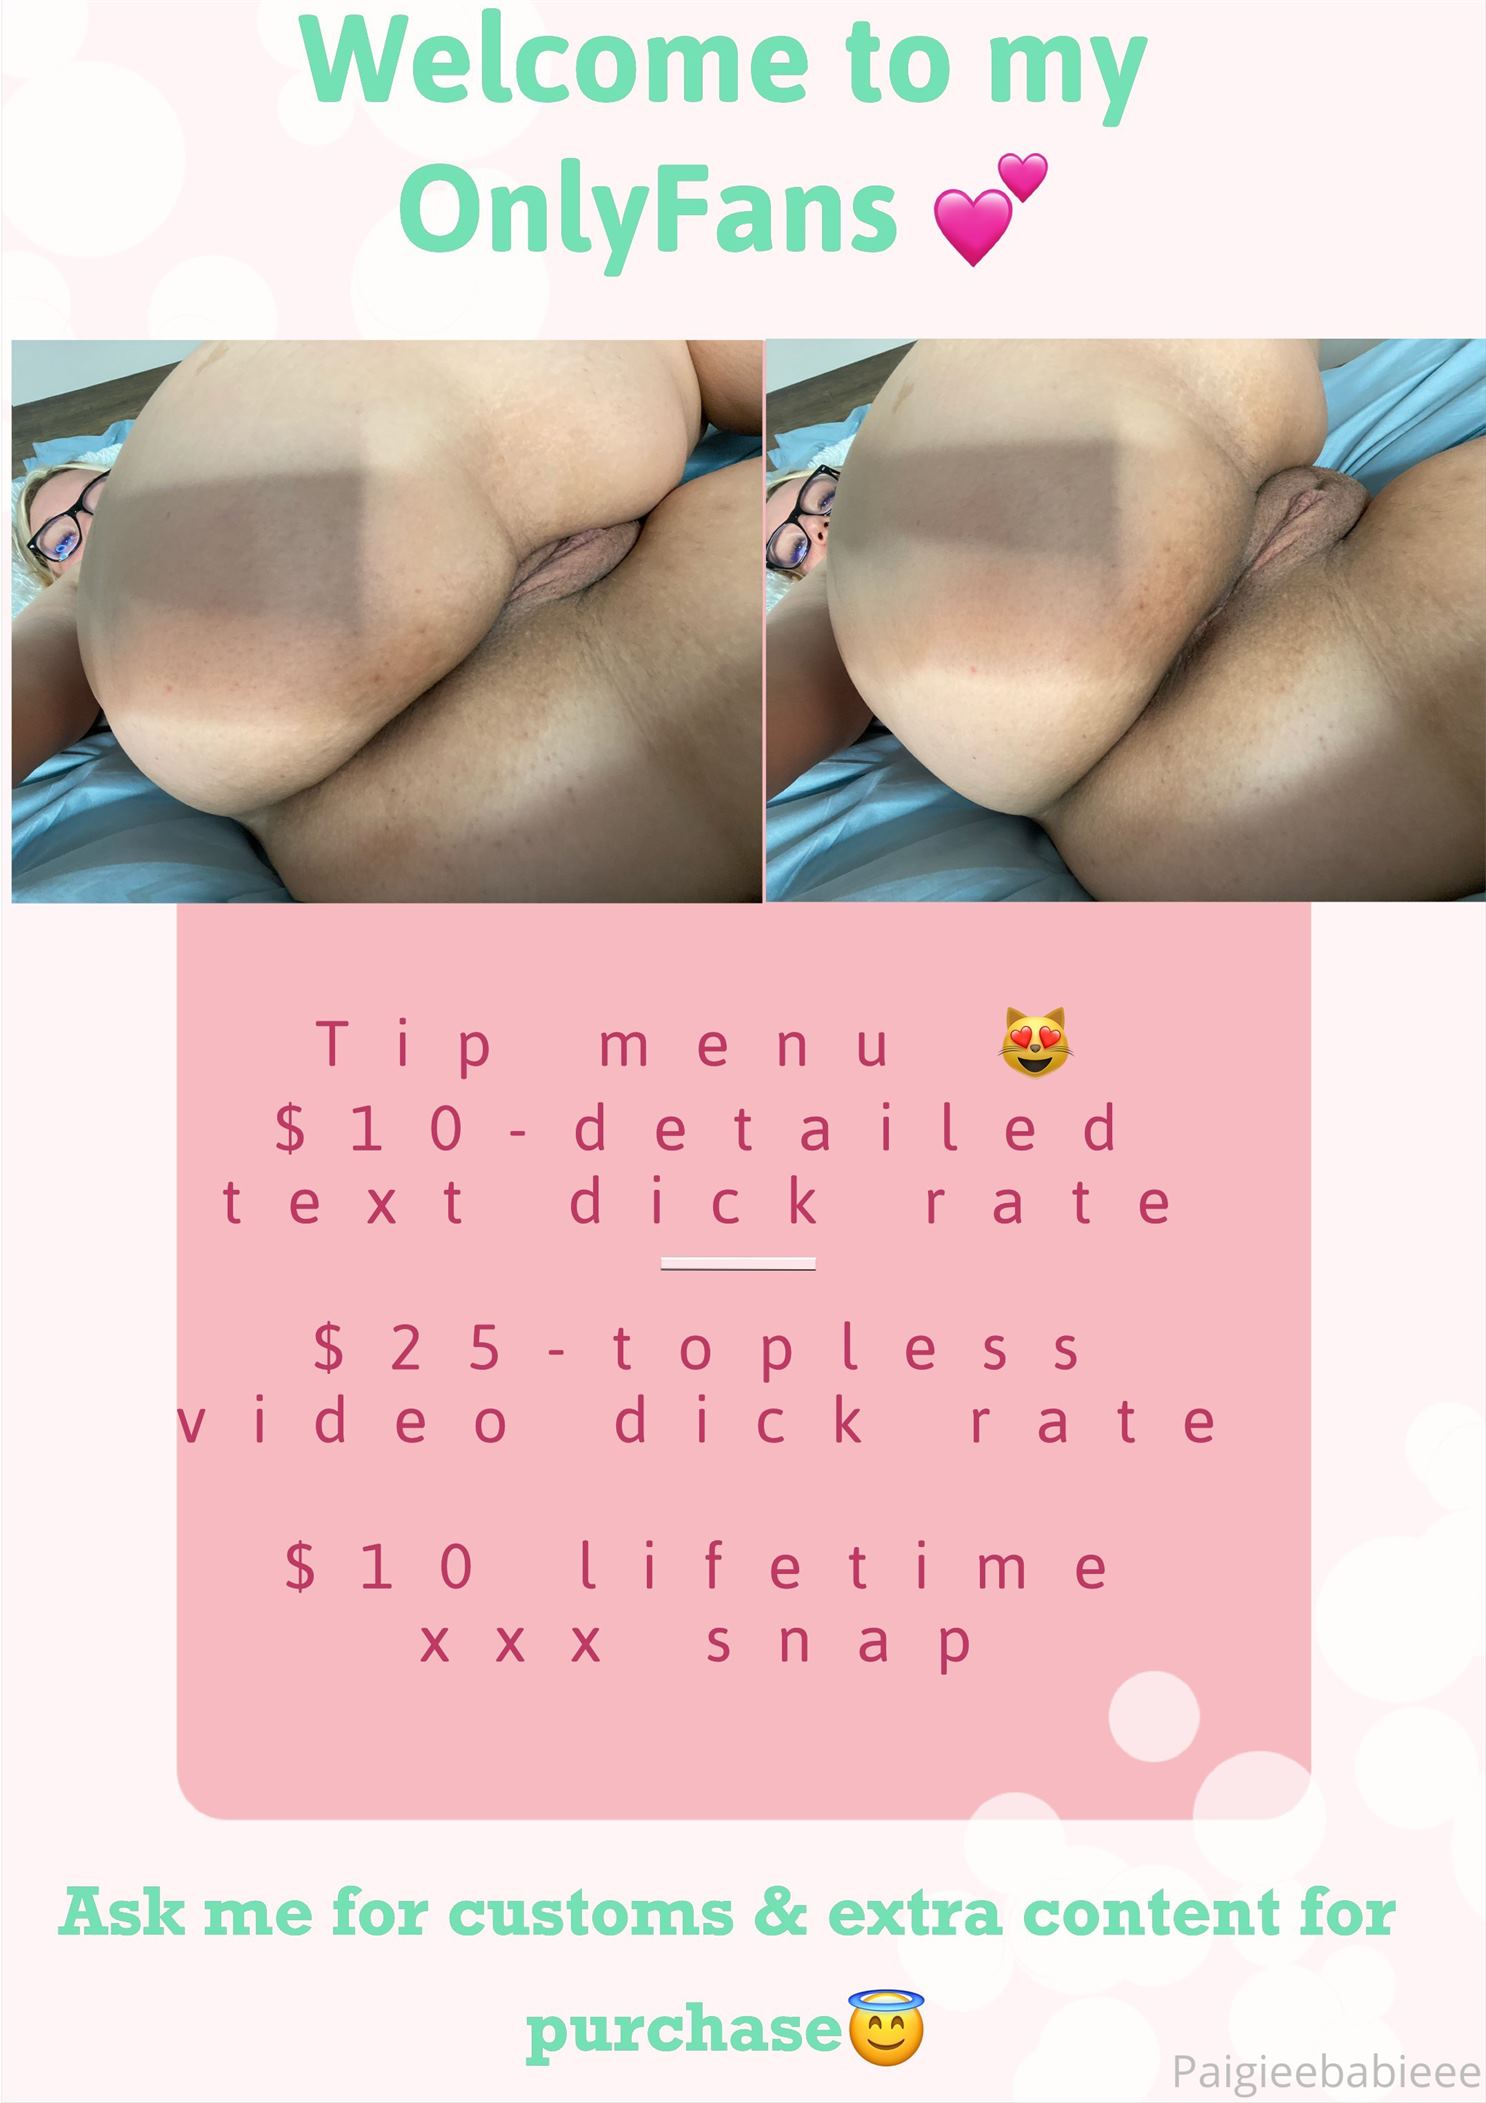 Welcome to my
OnlyFans 💕
Tip menu 😻
$10-detailed
text dick rate
$25-topless
video dick rate
$10 lifetime
xxx snap
Ask me for customs & extra content for
purchase😇
Paigieebabieee